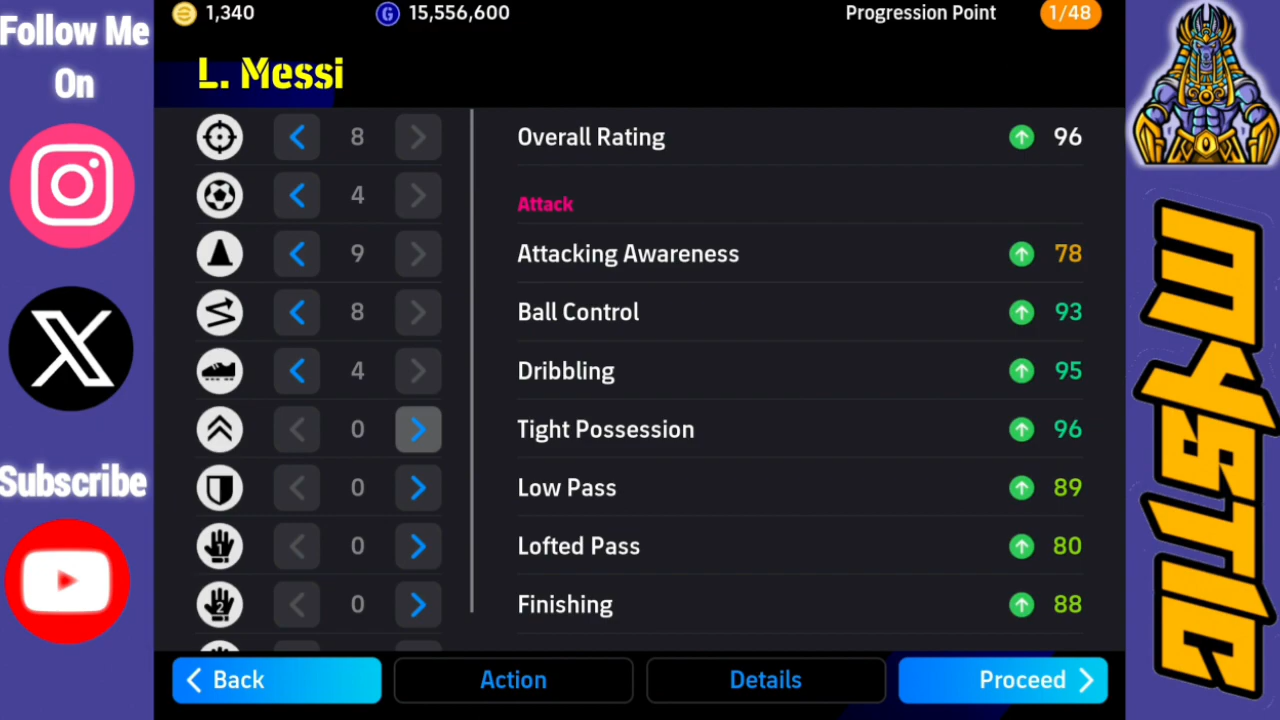 Follow Me
On
Subscribe
1,340
G
15,556,600
Progression Point
1/48
L. Messi
8
4
9
8
4
0
0
1
0
2
0
Overall Rating 96
Attack
Attacking Awareness 78
Ball Control 93
Dribbling 95
Tight Possession 96
Low Pass 89
Lofted Pass 80
Finishing 88
Back
Action
Details
Proceed
MYSTIC